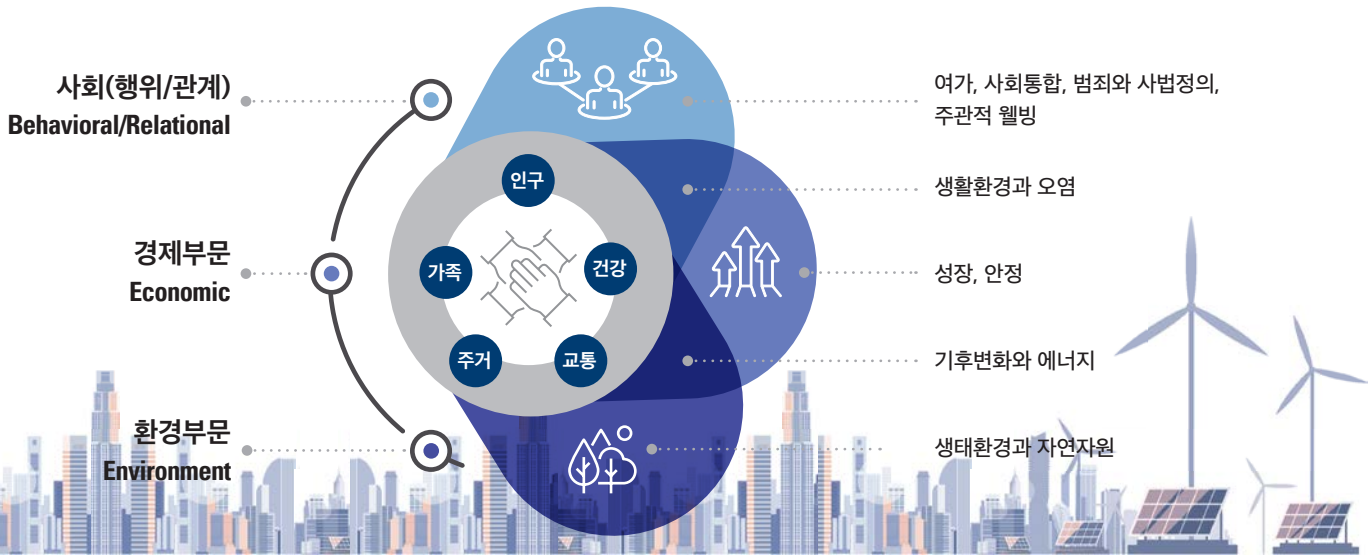 사회(행위/관계)
Behavioral/Relational
경제부문
Economic
환경부문
Environment
인구
가족
건강
주거
교통
여가, 사회통합, 범죄와 사법정의,
주관적 웰빙
생활환경과 오염
성장, 안정
기후변화와 에너지
생태환경과 자연자원